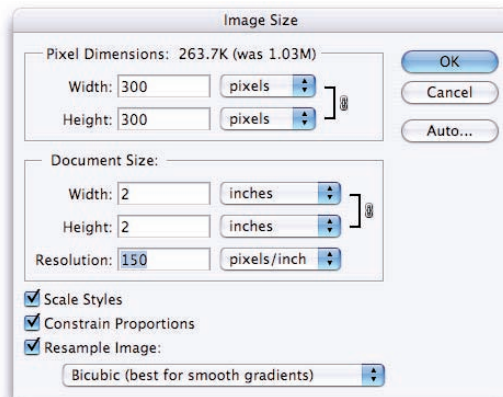 Image Size
Pixel Dimensions: 263.7K (was 1.03M)
Width: 300 pixels
Height: 300 pixels
OK
Cancel
Auto...
Document Size:
Width: 2 inches
Height: 2 inches
Resolution: 150 pixels/inch
Scale Styles
Constrain Proportions
Resample Image:
Bicubic (best for smooth gradients)